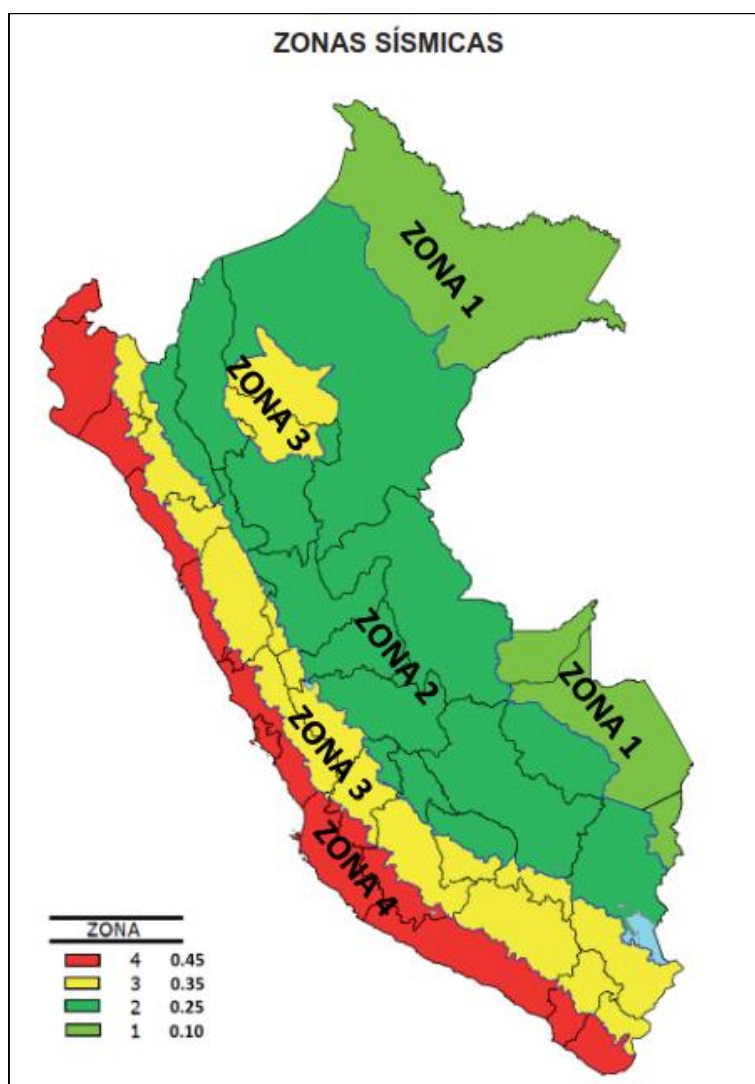 ZONAS SÍSMICAS
ZONA 1
ZONA 3
ZONA 2
ZONA 1
ZONA 3
ZONA 4
ZONA
4 0.45
3 0.35
2 0.25
1 0.10